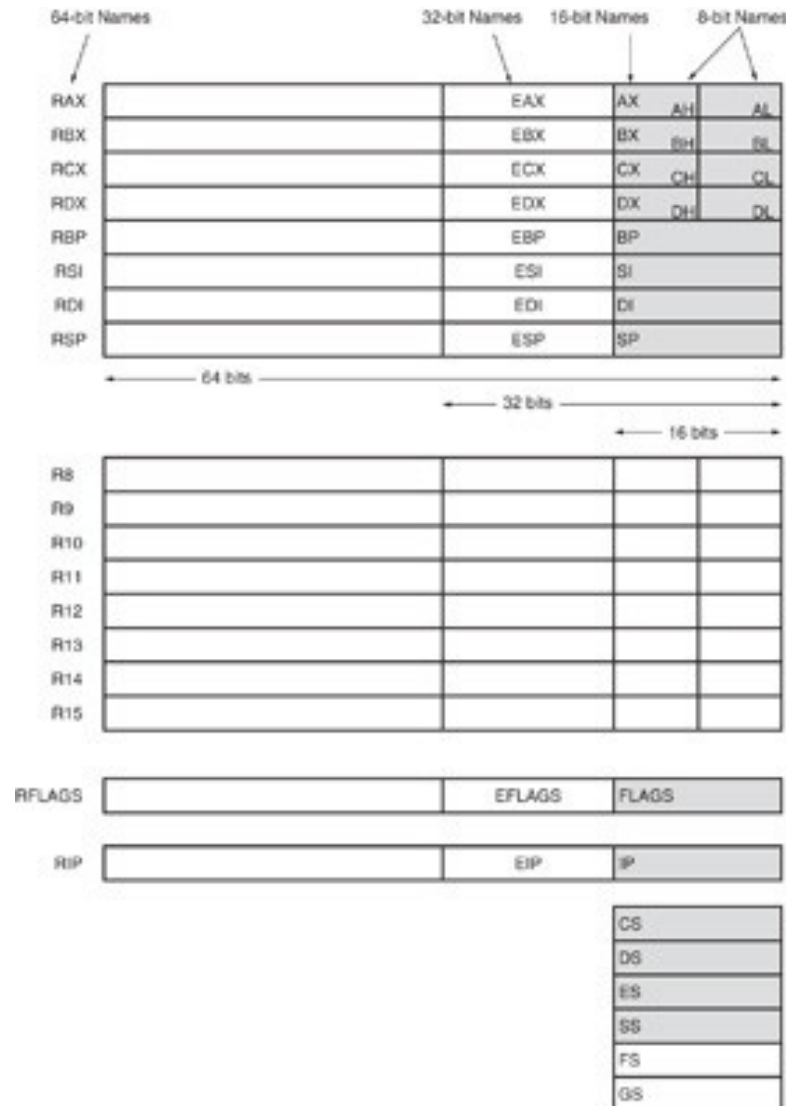 64-bit Names 32-bit Names 16-bit Names 8-bit Names
RAX EAX AX AH AL
RBX EBX BX BH BL
RCX ECX CX CH CL
RDX EDX DX DH DL
RBP EBP BP
RSI ESI SI
RDI EDI DI
RSP ESP SP
64 bits
32 bits
16 bits
R8
R9
R10
R11
R12
R13
R14
R15
RFLAGS EFLAGS FLAGS
RIP EIP IP
CS
DS
ES
SS
FS
GS